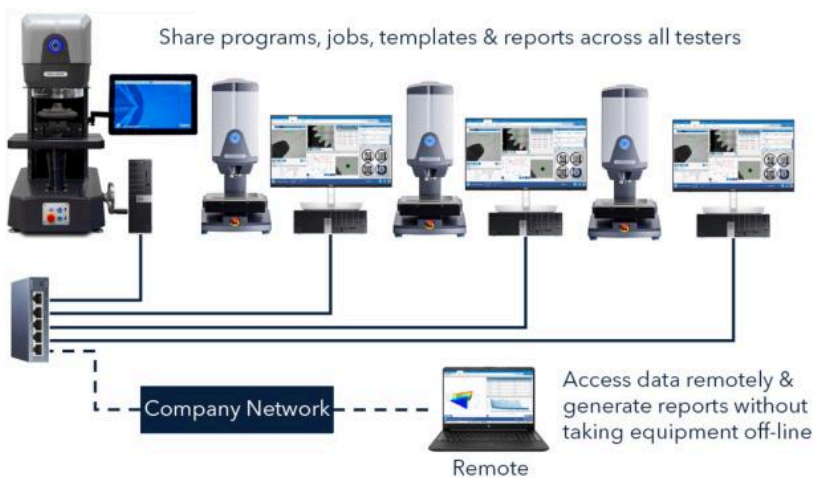 Share programs, jobs, templates & reports across all testers
Company Network
Access data remotely &
generate reports without
taking equipment off-line
Remote